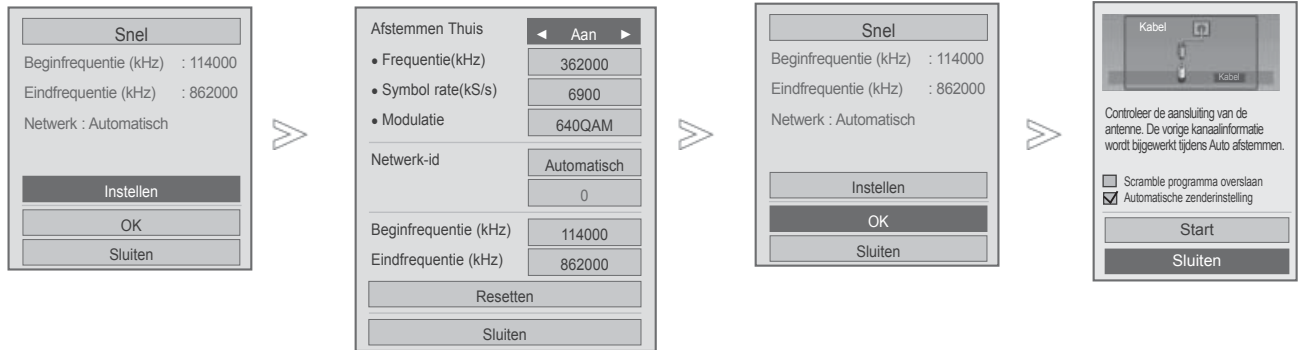 Snel
Beginfrequentie (kHz) : 114000
Eindfrequentie (kHz) : 862000
Netwerk : Automatisch
Instellen
OK
Sluiten
Afstemmen Thuis ◄ Aan ►
• Frequentie(kHz) 362000
• Symbol rate(kS/s) 6900
• Modulatie 640QAM
Netwerk-id Automatisch
0
Beginfrequentie (kHz) 114000
Eindfrequentie (kHz) 862000
Resetten
Sluiten
Snel
Beginfrequentie (kHz) : 114000
Eindfrequentie (kHz) : 862000
Netwerk : Automatisch
Instellen
OK
Sluiten
Kabel
Kabel
Controleer de aansluiting van de
antenne. De vorige kanaalinformatie
wordt bijgewerkt tijdens Auto afstemmen.
Scramble programma overslaan
Automatische zenderinstelling
Start
Sluiten